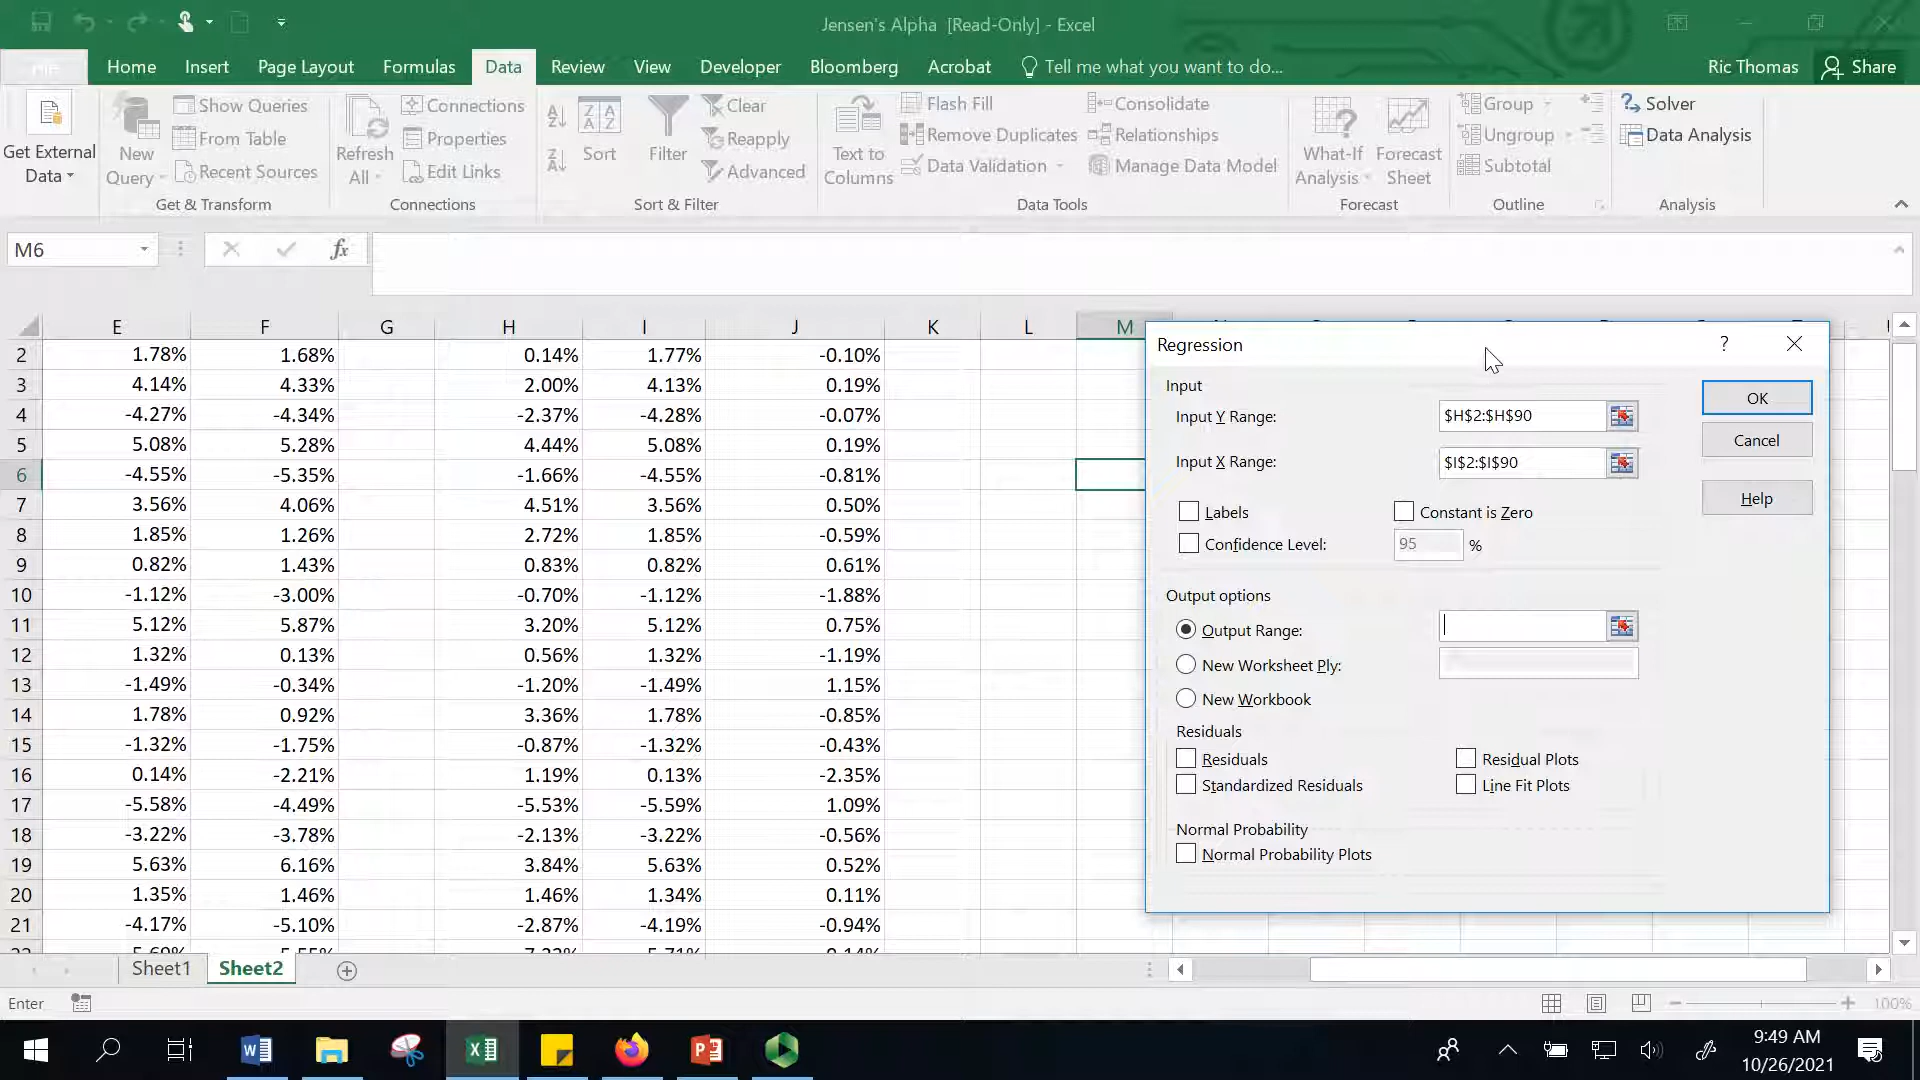 Jensen's Alpha [Read-Only] - Excel
File Home Insert Page Layout Formulas Data Review View Developer Bloomberg Acrobat Tell me what you want to do... Ric Thomas Share
Get External Data
New Query
Show Queries
From Table
Recent Sources
Get & Transform
Refresh All
Connections
Properties
Edit Links
Connections
Sort
Filter
Clear
Reapply
Advanced
Sort & Filter
Text to Columns
Flash Fill
Remove Duplicates
Data Validation
Consolidate
Relationships
Manage Data Model
Data Tools
What-If Analysis
Forecast Sheet
Forecast
Group
Ungroup
Subtotal
Outline
Solver
Data Analysis
Analysis
M6 fx
E F G H I J K L M
2 1.78% 1.68% 0.14% 1.77% -0.10%
3 4.14% 4.33% 2.00% 4.13% 0.19%
4 -4.27% -4.34% -2.37% -4.28% -0.07%
5 5.08% 5.28% 4.44% 5.08% 0.19%
6 -4.55% -5.35% -1.66% -4.55% -0.81%
7 3.56% 4.06% 4.51% 3.56% 0.50%
8 1.85% 1.26% 2.72% 1.85% -0.59%
9 0.82% 1.43% 0.83% 0.82% 0.61%
10 -1.12% -3.00% -0.70% -1.12% -1.88%
11 5.12% 5.87% 3.20% 5.12% 0.75%
12 1.32% 0.13% 0.56% 1.32% -1.19%
13 -1.49% -0.34% -1.20% -1.49% 1.15%
14 1.78% 0.92% 3.36% 1.78% -0.85%
15 -1.32% -1.75% -0.87% -1.32% -0.43%
16 0.14% -2.21% 1.19% 0.13% -2.35%
17 -5.58% -4.49% -5.53% -5.59% 1.09%
18 -3.22% -3.78% -2.13% -3.22% -0.56%
19 5.63% 6.16% 3.84% 5.63% 0.52%
20 1.35% 1.46% 1.46% 1.34% 0.11%
21 -4.17% -5.10% -2.87% -4.19% -0.94%
Regression ?
Input
Input Y Range: $H$2:$H$90
Input X Range: $I$2:$I$90
Labels Constant is Zero
Confidence Level: 95 %
Output options
Output Range:
New Worksheet Ply:
New Workbook
Residuals
Residuals Residual Plots
Standardized Residuals Line Fit Plots
Normal Probability
Normal Probability Plots
OK
Cancel
Help
Sheet1 Sheet2
Enter 100%
9:49 AM
10/26/2021